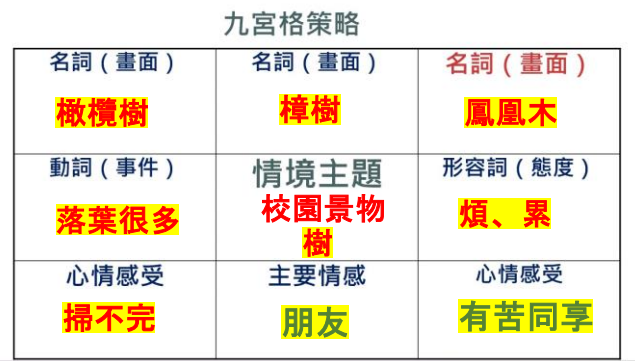 九宮格策略
名詞（畫面）
橄欖樹
名詞（畫面）
樟樹
名詞（畫面）
鳳凰木
動詞（事件）
落葉很多
情境主題
校園景物
樹
形容詞（態度）
煩、累
心情感受
掃不完
主要情感
朋友
心情感受
有苦同享